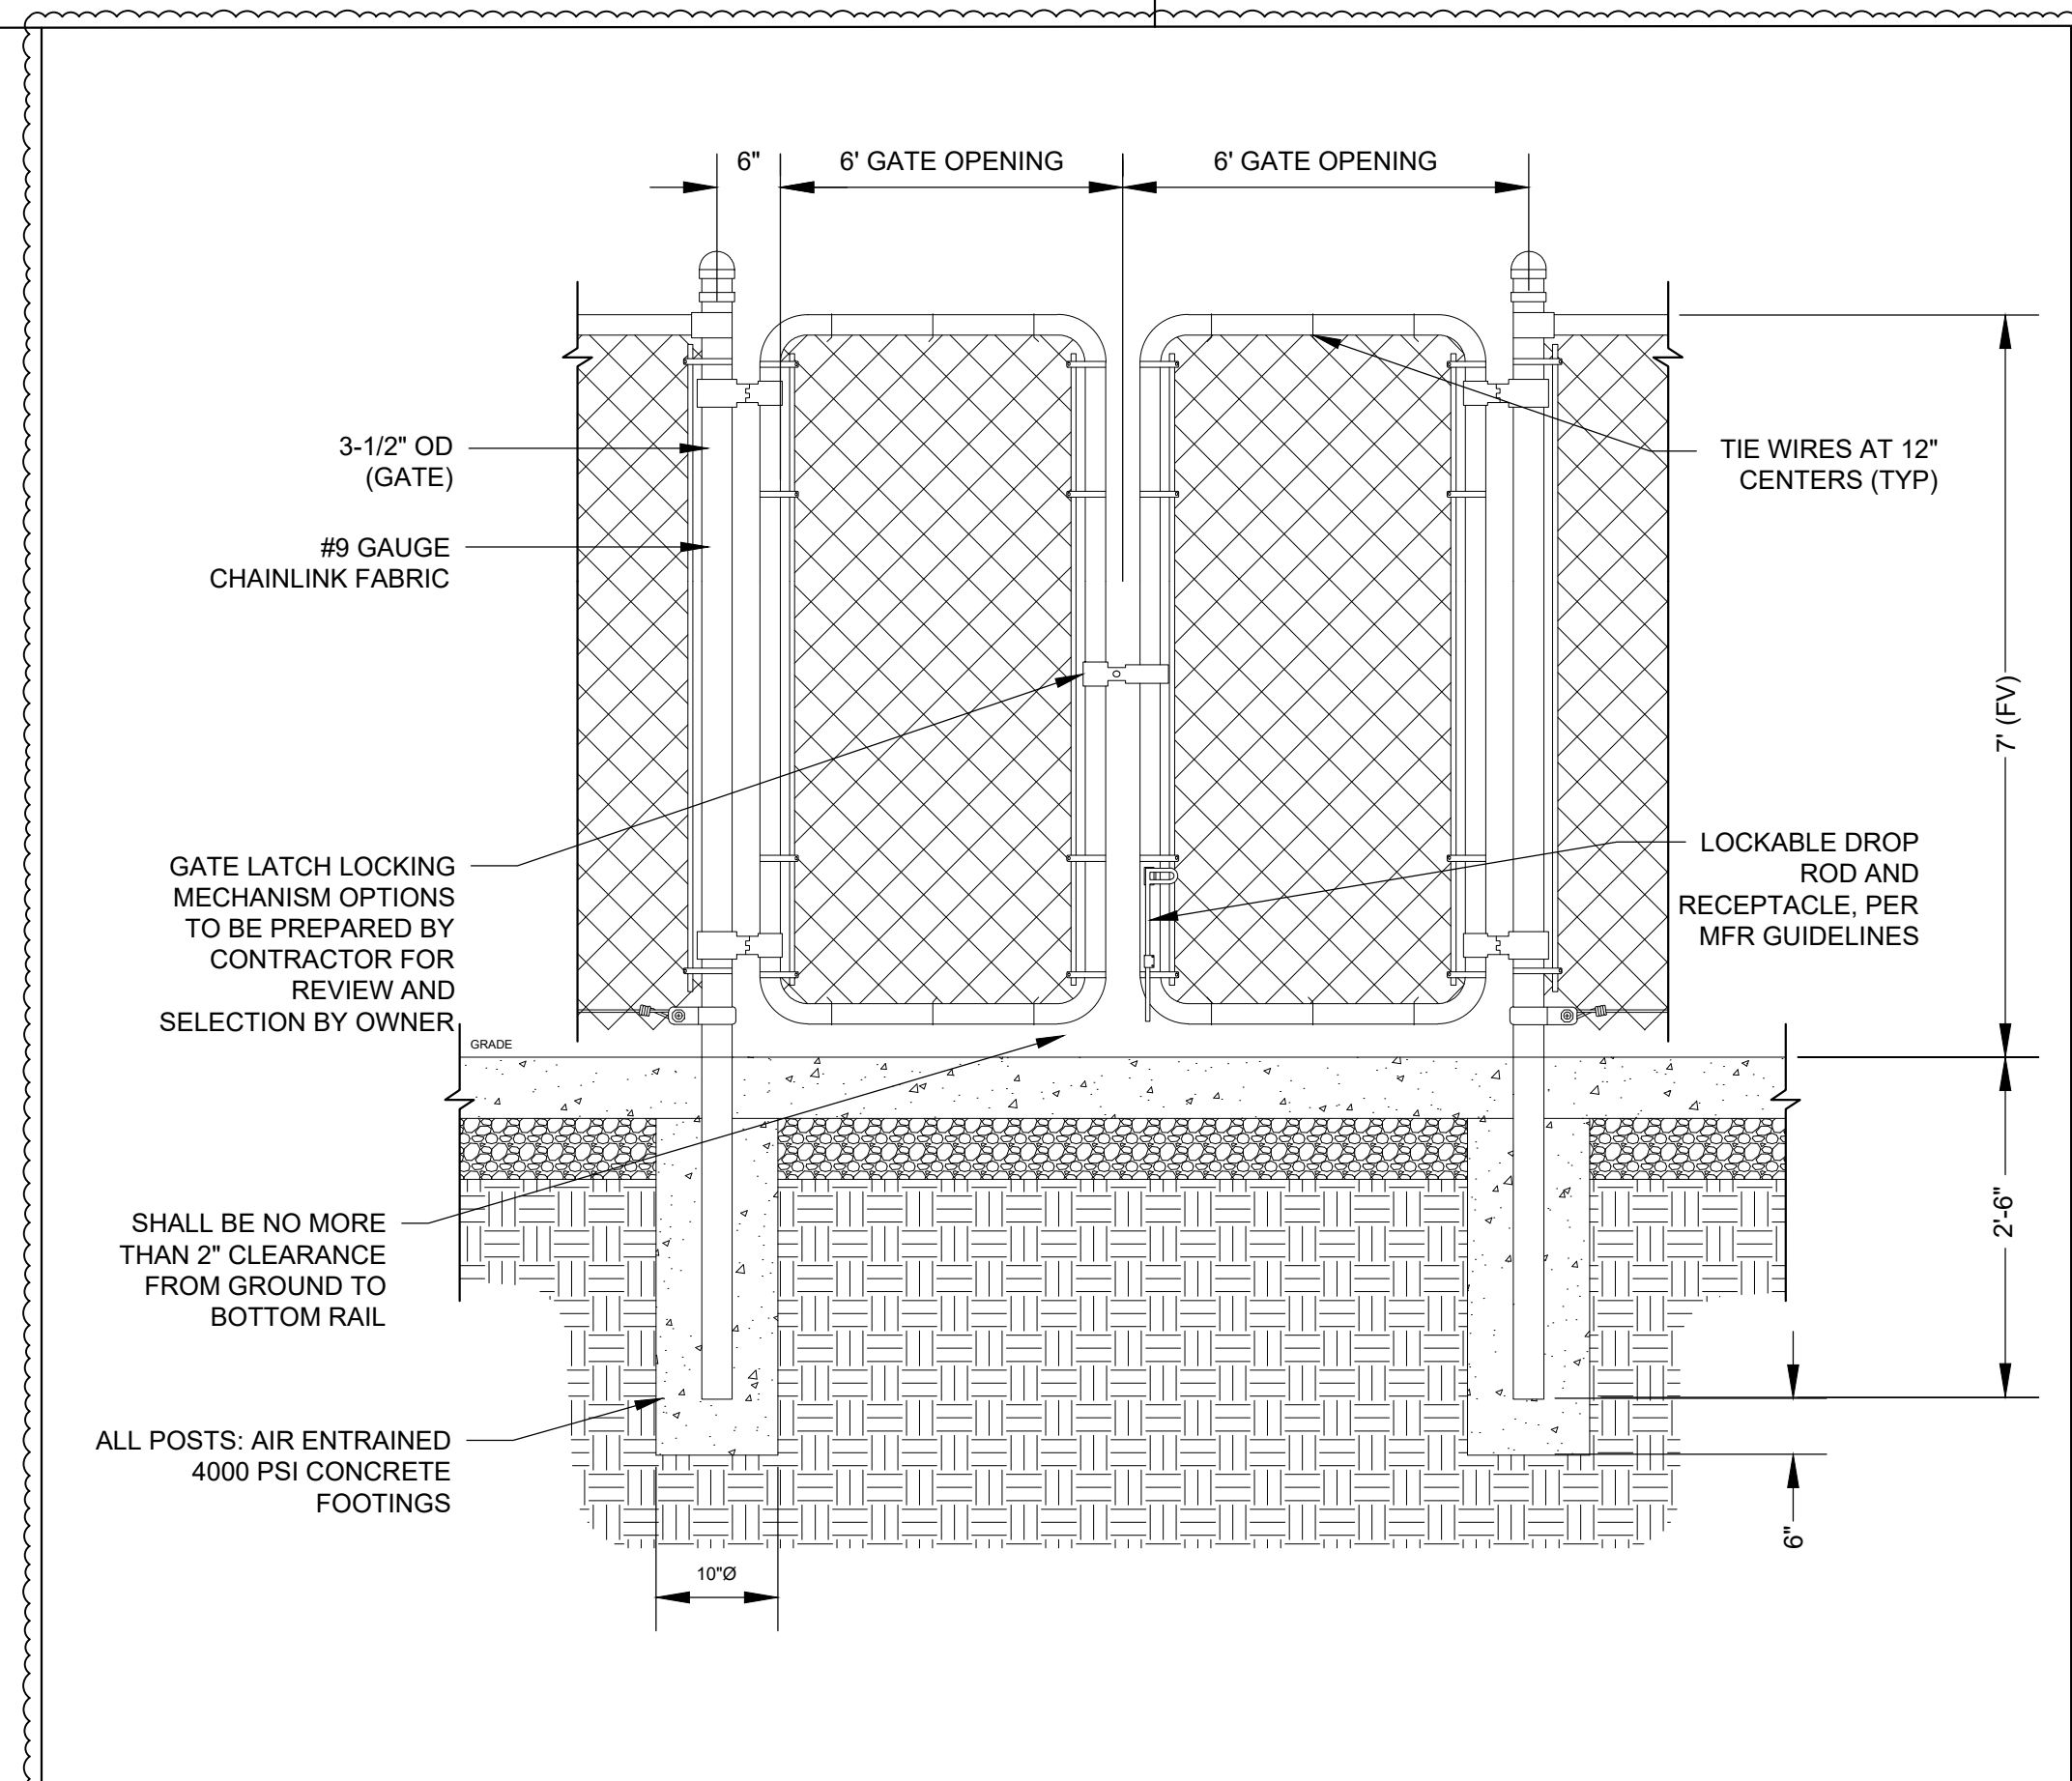 6"
6' GATE OPENING
6' GATE OPENING
3-1/2" OD
(GATE)
#9 GAUGE
CHAINLINK FABRIC
TIE WIRES AT 12"
CENTERS (TYP)
7' (FV)
GATE LATCH LOCKING
MECHANISM OPTIONS
TO BE PREPARED BY
CONTRACTOR FOR
REVIEW AND
SELECTION BY OWNER
LOCKABLE DROP
ROD AND
RECEPTACLE, PER
MFR GUIDELINES
GRADE
SHALL BE NO MORE
THAN 2" CLEARANCE
FROM GROUND TO
BOTTOM RAIL
2'-6"
ALL POSTS: AIR ENTRAINED
4000 PSI CONCRETE
FOOTINGS
6"
10"Ø